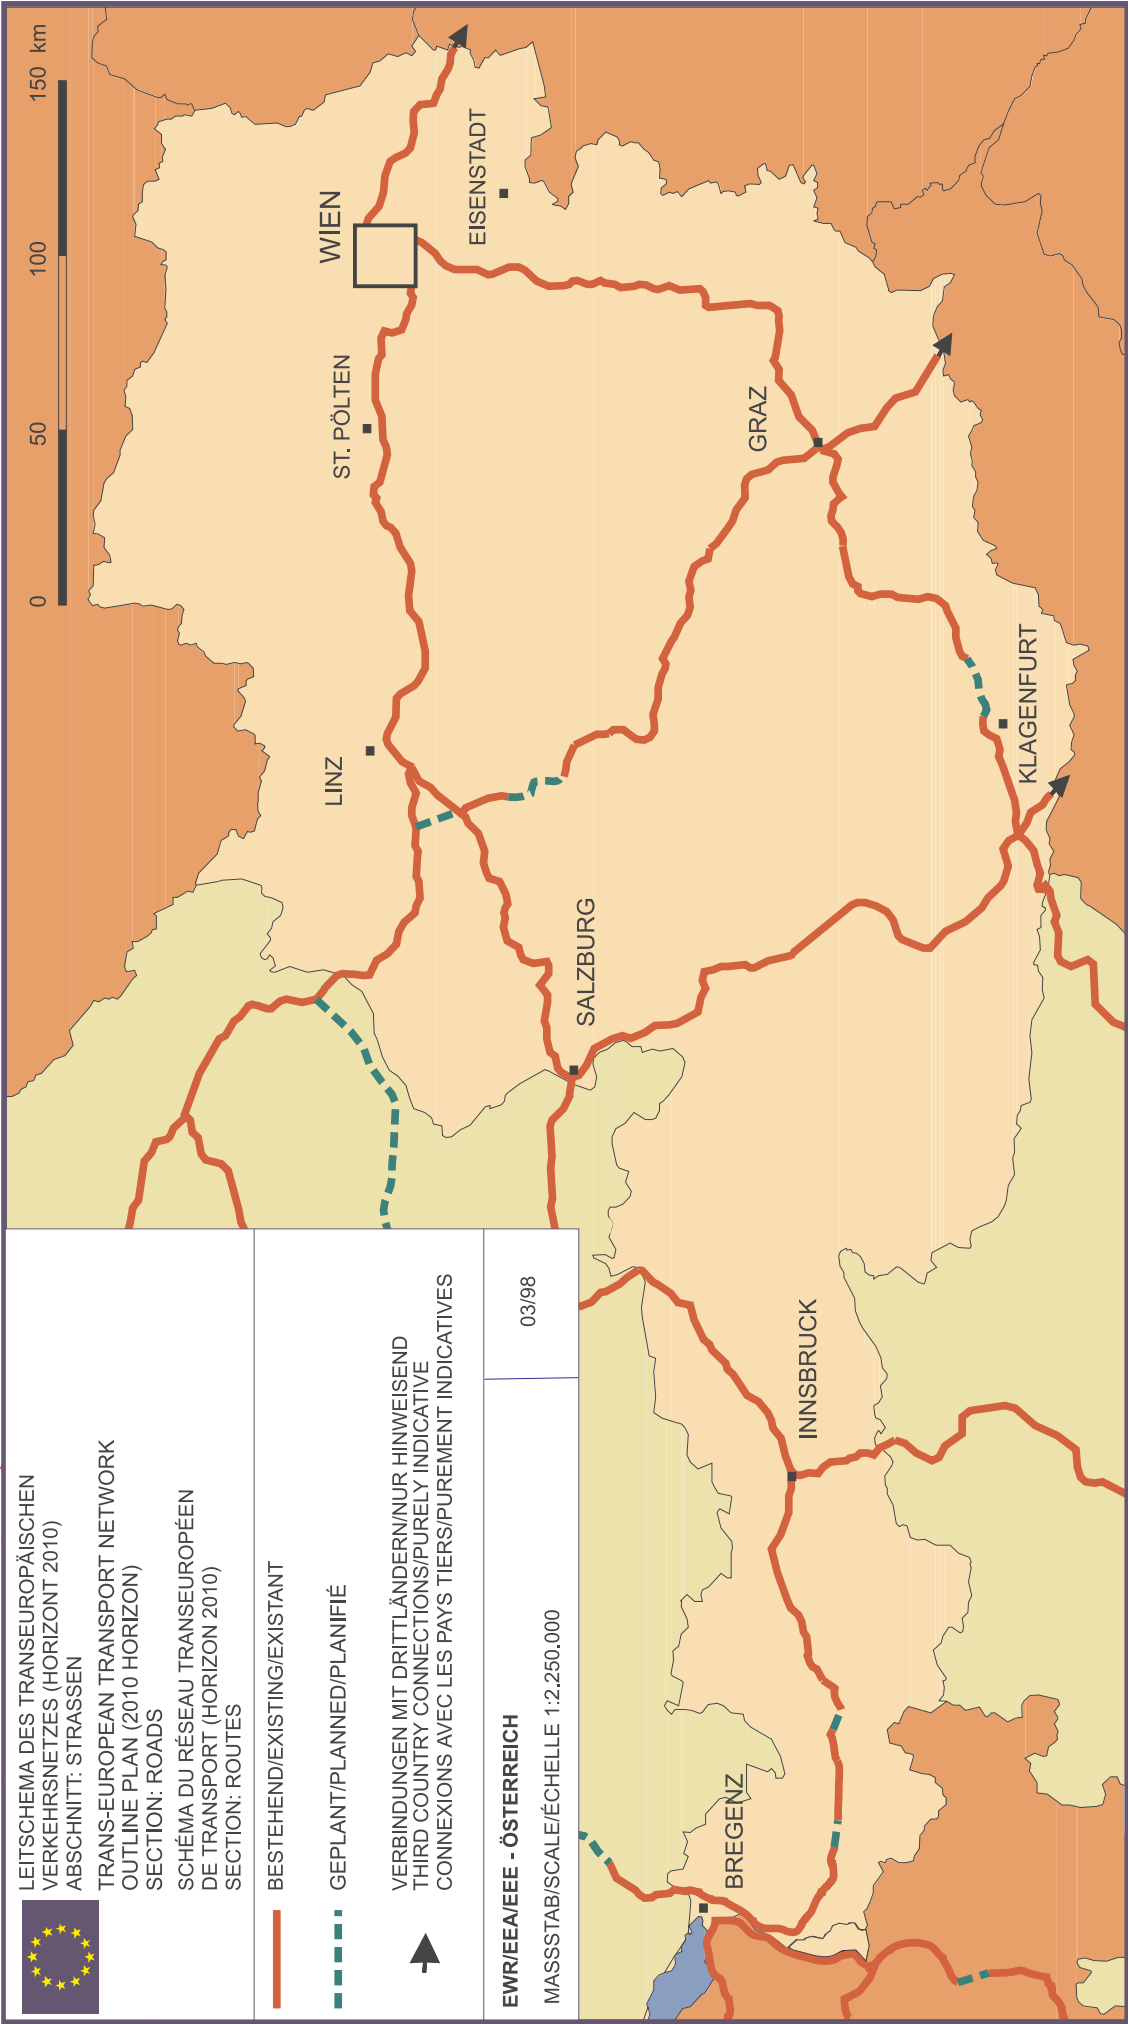 LEITSCHEMA DES TRANSEUROPÄISCHEN
VERKEHRSNETZES (HORIZONT 2010)
ABSCHNITT: STRASSEN
TRANS-EUROPEAN TRANSPORT NETWORK
OUTLINE PLAN (2010 HORIZON)
SECTION: ROADS
SCHÉMA DU RÉSEAU TRANSEUROPÉEN
DE TRANSPORT (HORIZON 2010)
SECTION: ROUTES
BESTEHEND/EXISTING/EXISTANT
GEPLANT/PLANNED/PLANIFIÉ
VERBINDUNGEN MIT DRITTLÄNDERN/NUR HINWEISEND
THIRD COUNTRY CONNECTIONS/PURELY INDICATIVE
CONNEXIONS AVEC LES PAYS TIERS/PUREMENT INDICATIVES
EWR/EEA/EEE - ÖSTERREICH
MASSSTAB/SCALE/ÉCHELLE 1:2.250.000
03/98
0 50 100 150 km
WIEN
EISENSTADT
ST. PÖLTEN
LINZ
GRAZ
SALZBURG
KLAGENFURT
INNSBRUCK
BREGENZ